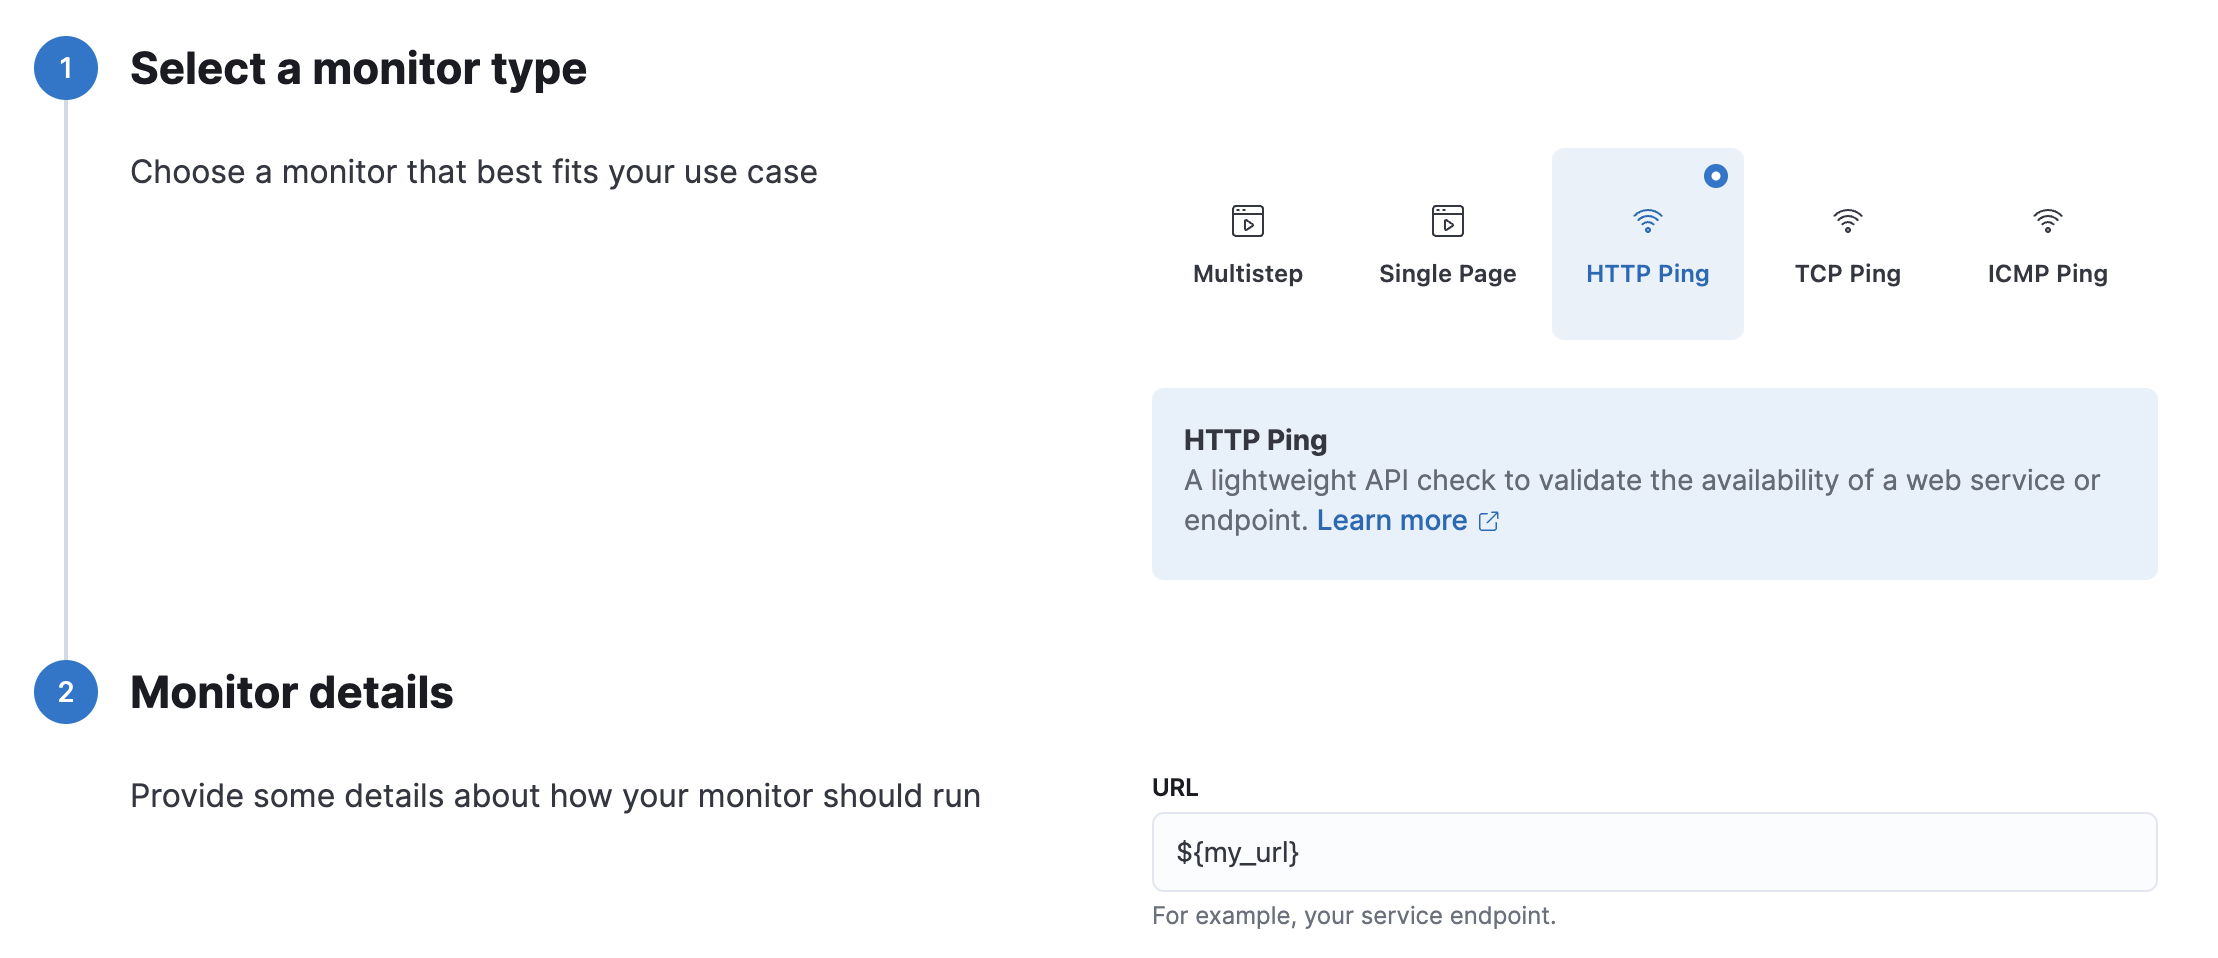 1
Select a monitor type
Choose a monitor that best fits your use case
Multistep
Single Page
HTTP Ping
TCP Ping
ICMP Ping
HTTP Ping
A lightweight API check to validate the availability of a web service or
endpoint. Learn more
2
Monitor details
Provide some details about how your monitor should run
URL
${my_url}
For example, your service endpoint.